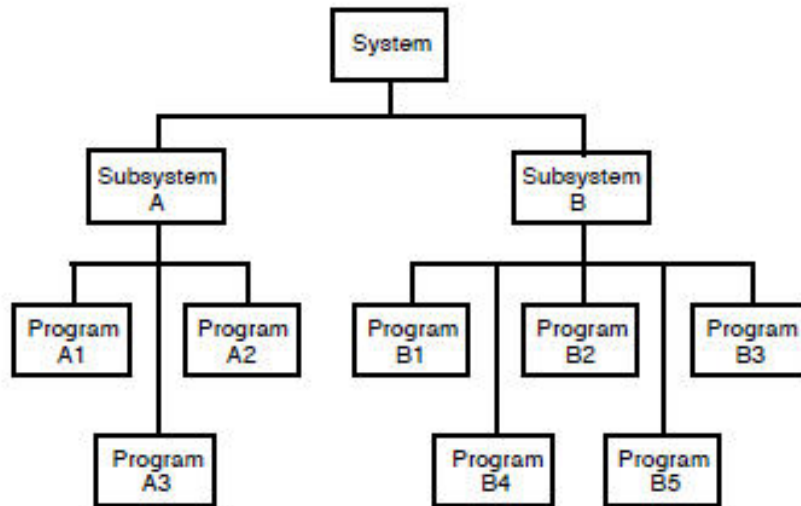 System
Subsystem
A
Subsystem
B
Program
A1
Program
A2
Program
B1
Program
B2
Program
B3
Program
A3
Program
B4
Program
B5